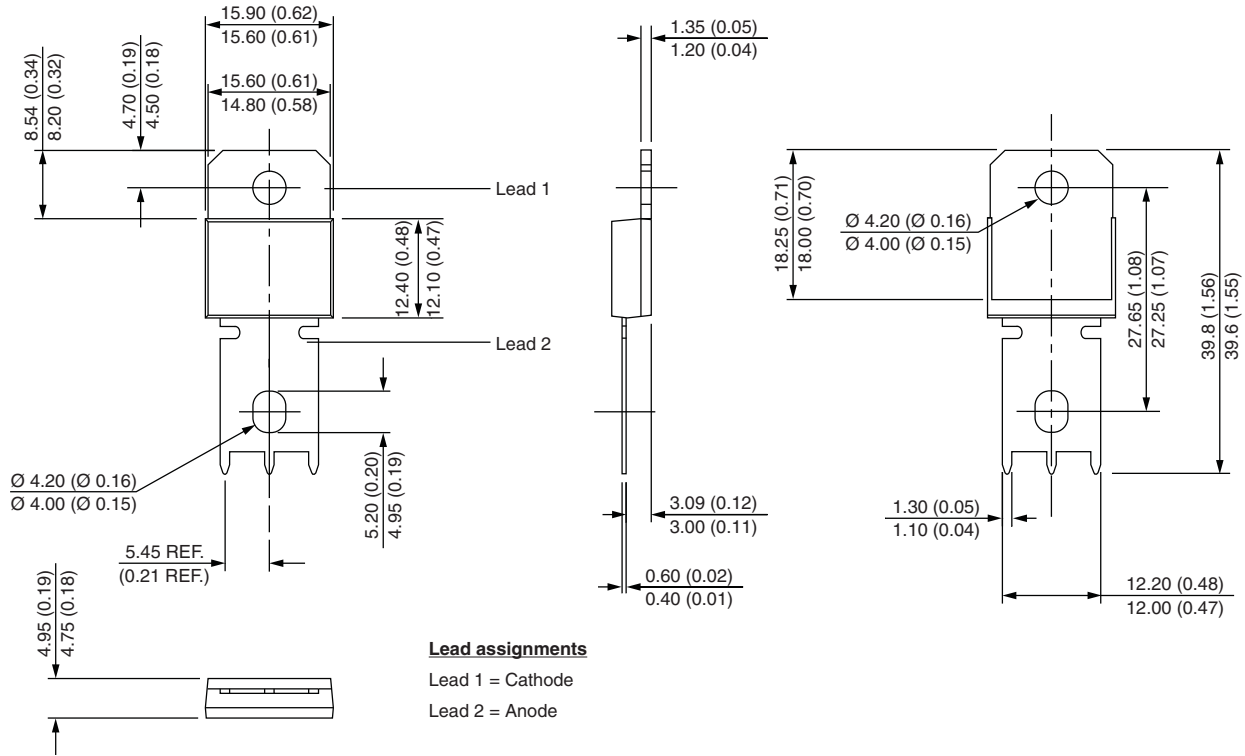 15.90 (0.62)
15.60 (0.61)
1.35 (0.05)
1.20 (0.04)
8.54 (0.34)
8.20 (0.32)
4.70 (0.19)
4.50 (0.18)
15.60 (0.61)
14.80 (0.58)
Lead 1
12.40 (0.48)
12.10 (0.47)
Lead 2
18.25 (0.71)
18.00 (0.70)
Ø 4.20 (Ø 0.16)
Ø 4.00 (Ø 0.15)
27.65 (1.08)
27.25 (1.07)
39.8 (1.56)
39.6 (1.55)
Ø 4.20 (Ø 0.16)
Ø 4.00 (Ø 0.15)
5.20 (0.20)
4.95 (0.19)
5.45 REF.
(0.21 REF.)
3.09 (0.12)
3.00 (0.11)
0.60 (0.02)
0.40 (0.01)
1.30 (0.05)
1.10 (0.04)
12.20 (0.48)
12.00 (0.47)
4.95 (0.19)
4.75 (0.18)
Lead assignments
Lead 1 = Cathode
Lead 2 = Anode